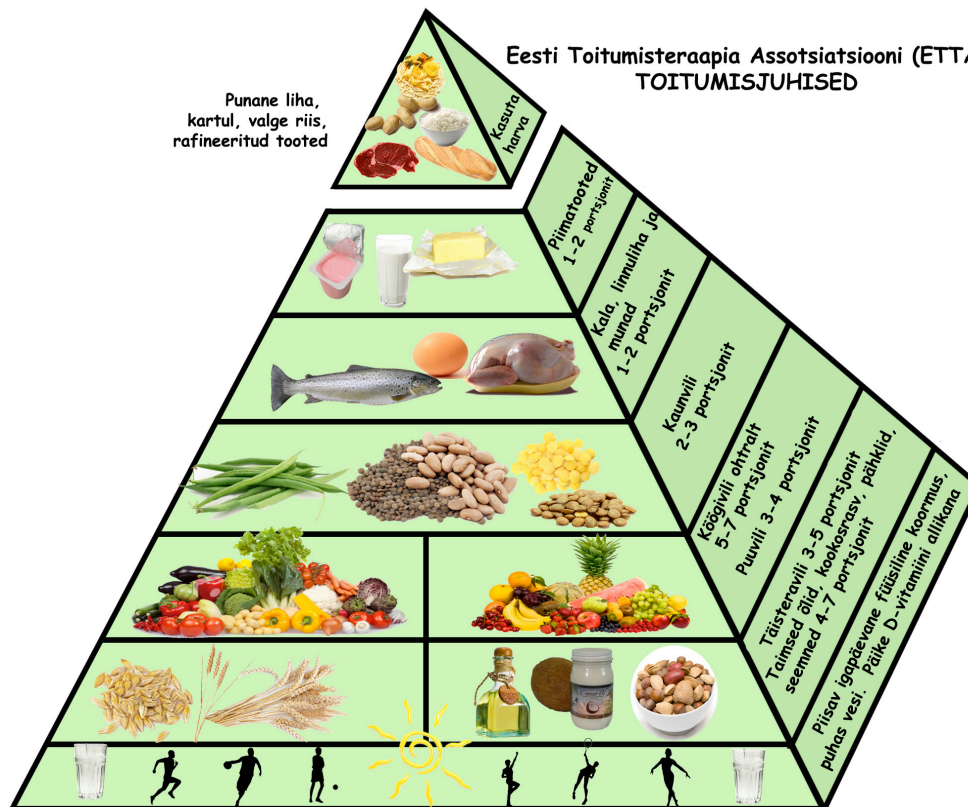 Eesti Toitumisteraapia Assotsiatsiooni (ETTA
TOITUMISJUHISED
Punane liha,
kartul, valge riis,
rafineeritud tooted
Kasuta
harva
Piimatooted
1-2 portsjonit
Kala, linnuliha ja
munad
1-2 portsjonit
Kaunvili
2-3 portsjonit
Köögivili ohtralt
5-7 portsjonit
Puuvili 3-4 portsjonit
Täisteravili 3-5 portsjonit
Taimsed õlid, kookosrasv, pähklid,
seemned 4-7 portsjonit
Piisav igapäevane füüsiline koormus,
puhas vesi. Päike D-vitamiini allikana